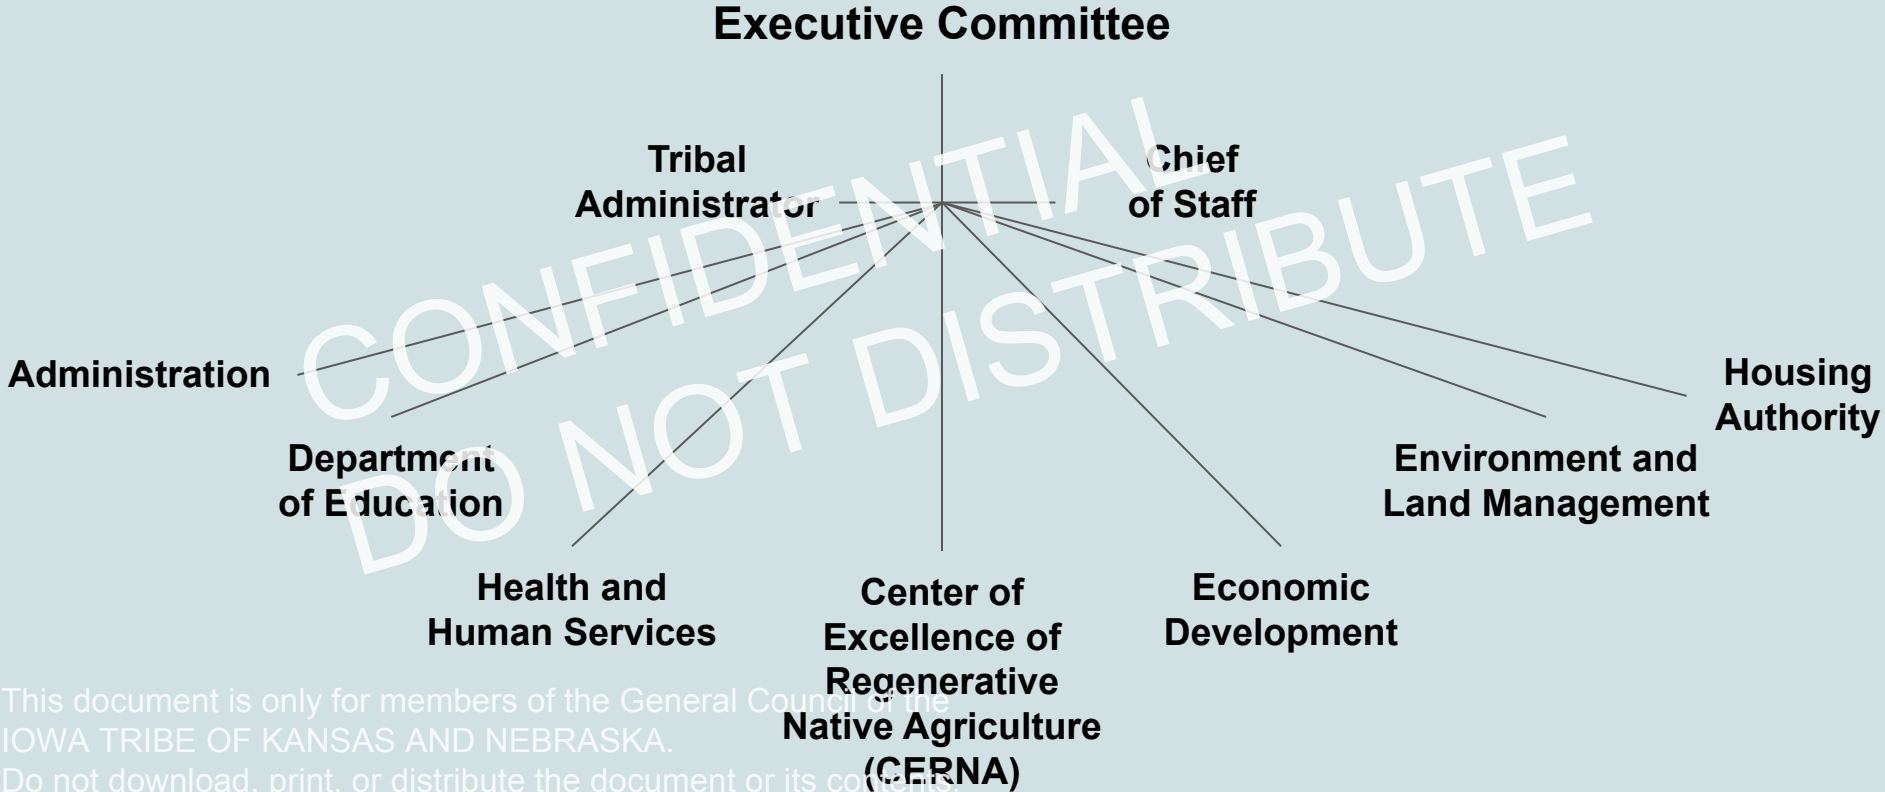 Executive Committee
Tribal
Administrator
Chief
of Staff
Administration
Housing
Authority
Department
of Education
Environment and
Land Management
Health and
Human Services
Center of
Excellence of
Regenerative
Native Agriculture
(CERNA)
Economic
Development
CONFIDENTIAL
DO NOT DISTRIBUTE
This document is only for members of the General Council of the
IOWA TRIBE OF KANSAS AND NEBRASKA.
Do not download, print, or distribute the document or its contents.